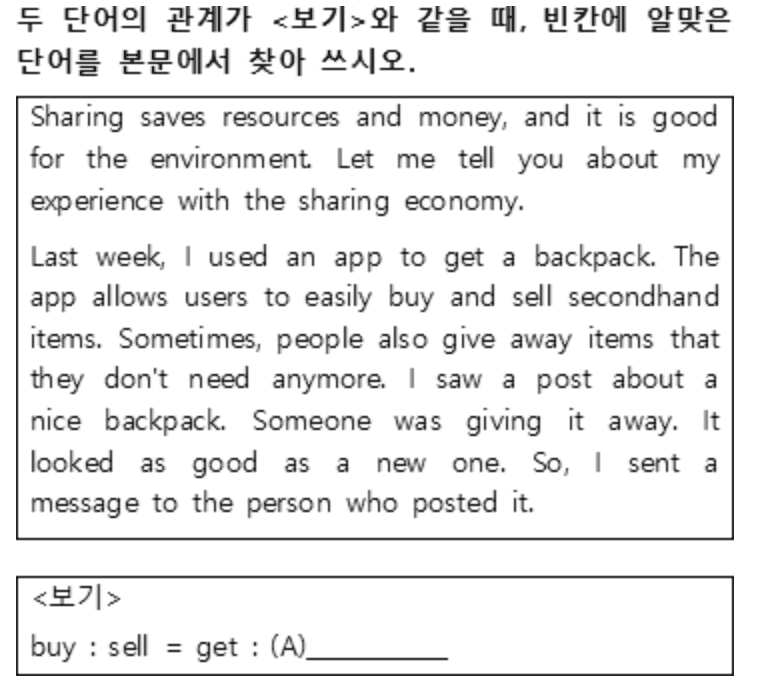 두 단어의 관계가 <보기>와 같을 때, 빈칸에 알맞은
단어를 본문에서 찾아 쓰시오.
Sharing saves resources and money, and it is good
for the environment. Let me tell you about my
experience with the sharing economy.
Last week, I used an app to get a backpack. The
app allows users to easily buy and sell secondhand
items. Sometimes, people also give away items that
they don't need anymore. I saw a post about a
nice backpack. Someone was giving it away. It
looked as good as a new one. So, I sent a
message to the person who posted it.
<보기>
buy : sell = get : (A)__________